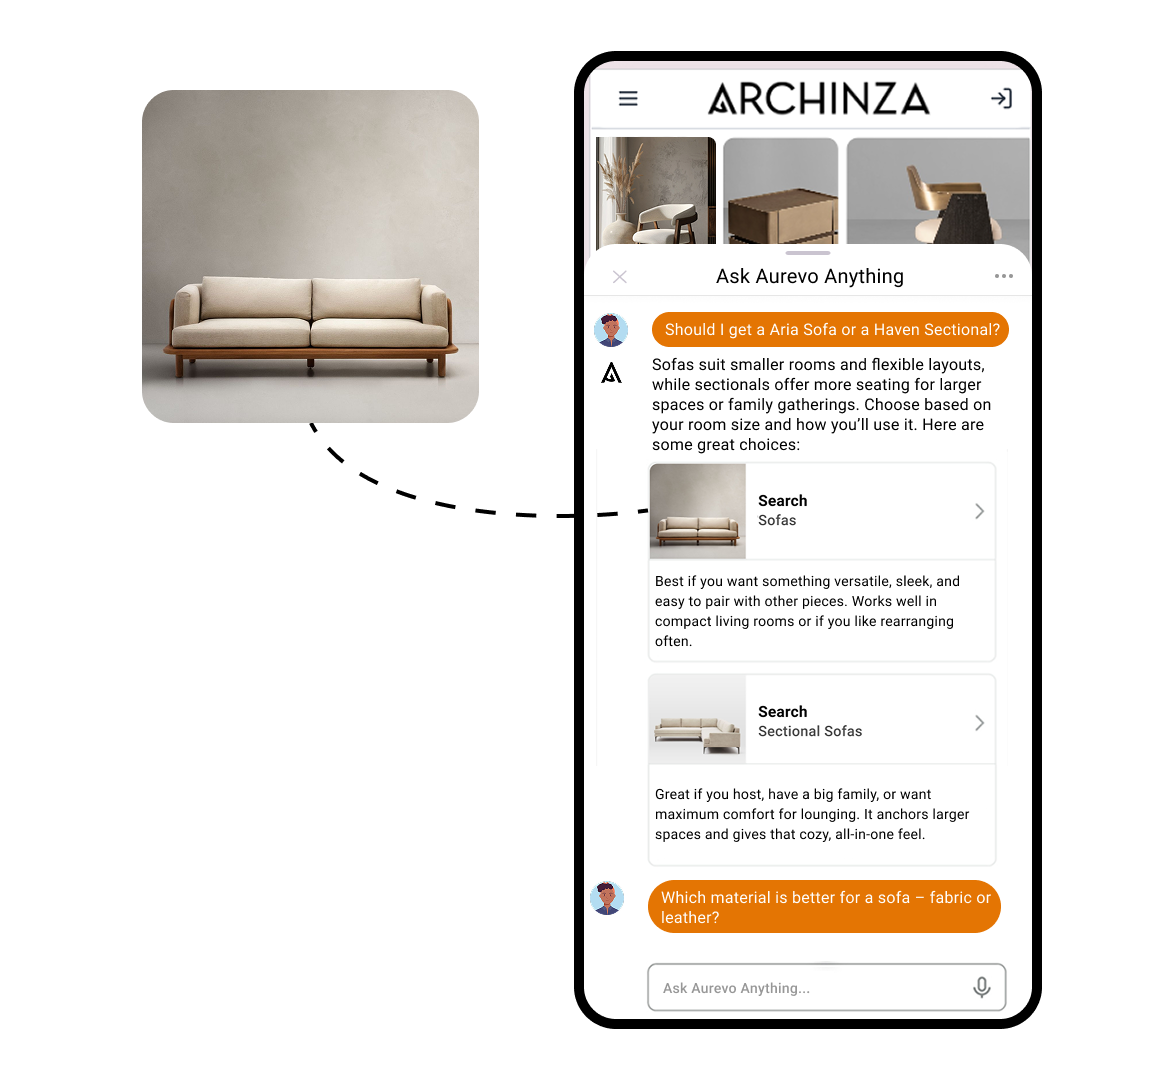 ARCHINZA
Ask Aurevo Anything
Should I get a Aria Sofa or a Haven Sectional?
Sofas suit smaller rooms and flexible layouts,
while sectionals offer more seating for larger
spaces or family gatherings. Choose based on
your room size and how you’ll use it. Here are
some great choices:
Search
Sofas
Best if you want something versatile, sleek, and
easy to pair with other pieces. Works well in
compact living rooms or if you like rearranging
often.
Search
Sectional Sofas
Great if you host, have a big family, or want
maximum comfort for lounging. It anchors larger
spaces and gives that cozy, all-in-one feel.
Which material is better for a sofa – fabric or
leather?
Ask Aurevo Anything...